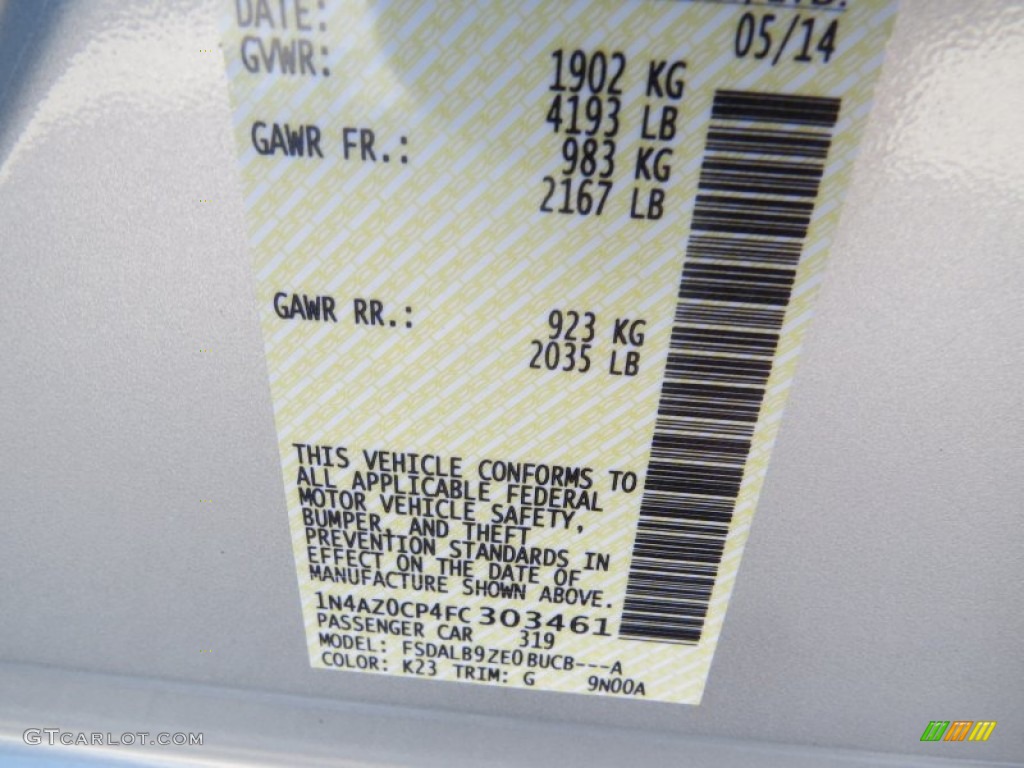 DATE:
05/14
GVWR:
1902 KG
4193 LB
GAWR FR.:
983 KG
2167 LB
GAWR RR.:
923 KG
2035 LB
THIS VEHICLE CONFORMS TO
ALL APPLICABLE FEDERAL
MOTOR VEHICLE SAFETY,
BUMPER, AND THEFT
PREVENTION STANDARDS IN
EFFECT ON THE DATE OF
MANUFACTURE SHOWN ABOVE.
1N4AZ0CP4FC303461
PASSENGER CAR 319
MODEL: FSDALB9ZE0BUCB---A
COLOR: K23 TRIM: G 9N00A
GTCARLOT.COM